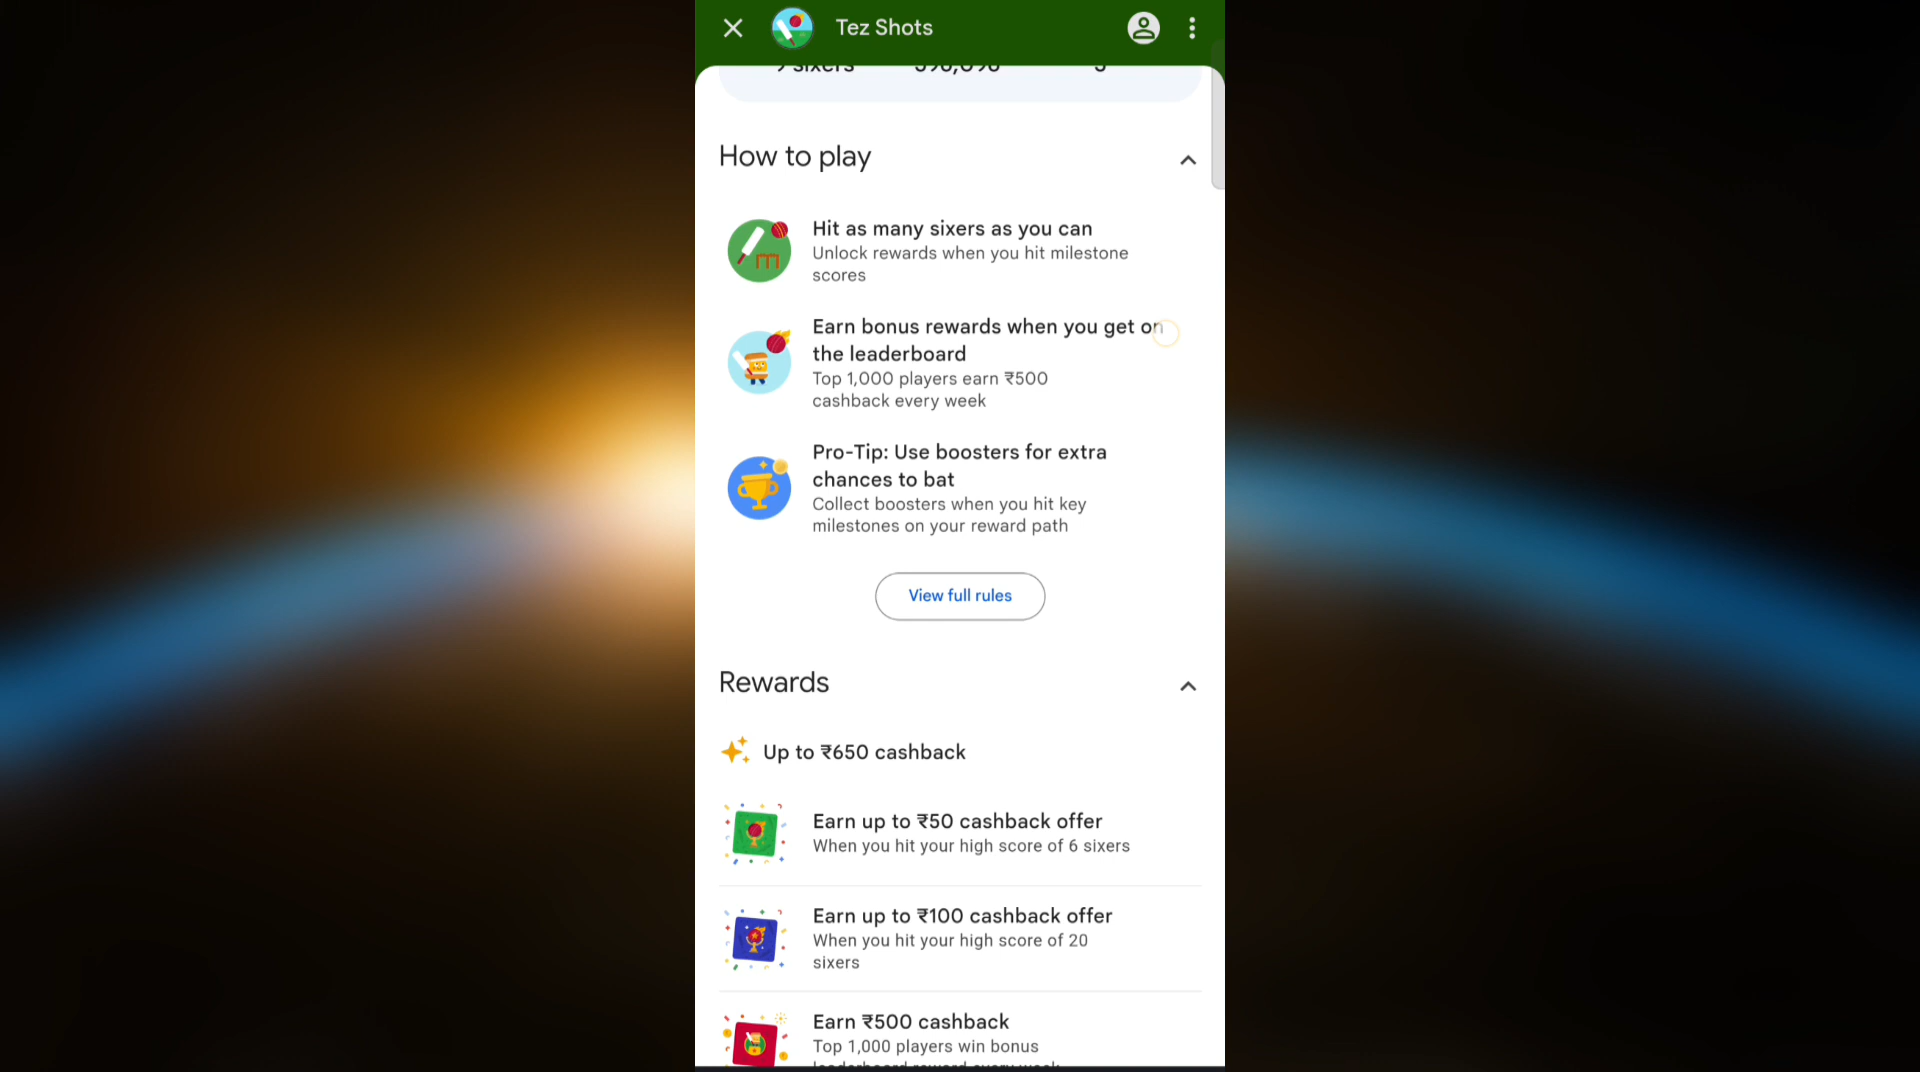 Tez Shots
How to play
Hit as many sixers as you can
Unlock rewards when you hit milestone
scores
Earn bonus rewards when you get on
the leaderboard
Top 1,000 players earn ₹500
cashback every week
Pro-Tip: Use boosters for extra
chances to bat
Collect boosters when you hit key
milestones on your reward path
View full rules
Rewards
Up to ₹650 cashback
Earn up to ₹50 cashback offer
When you hit your high score of 6 sixers
Earn up to ₹100 cashback offer
When you hit your high score of 20
sixers
Earn ₹500 cashback
Top 1,000 players win bonus
leaderboard reward every week